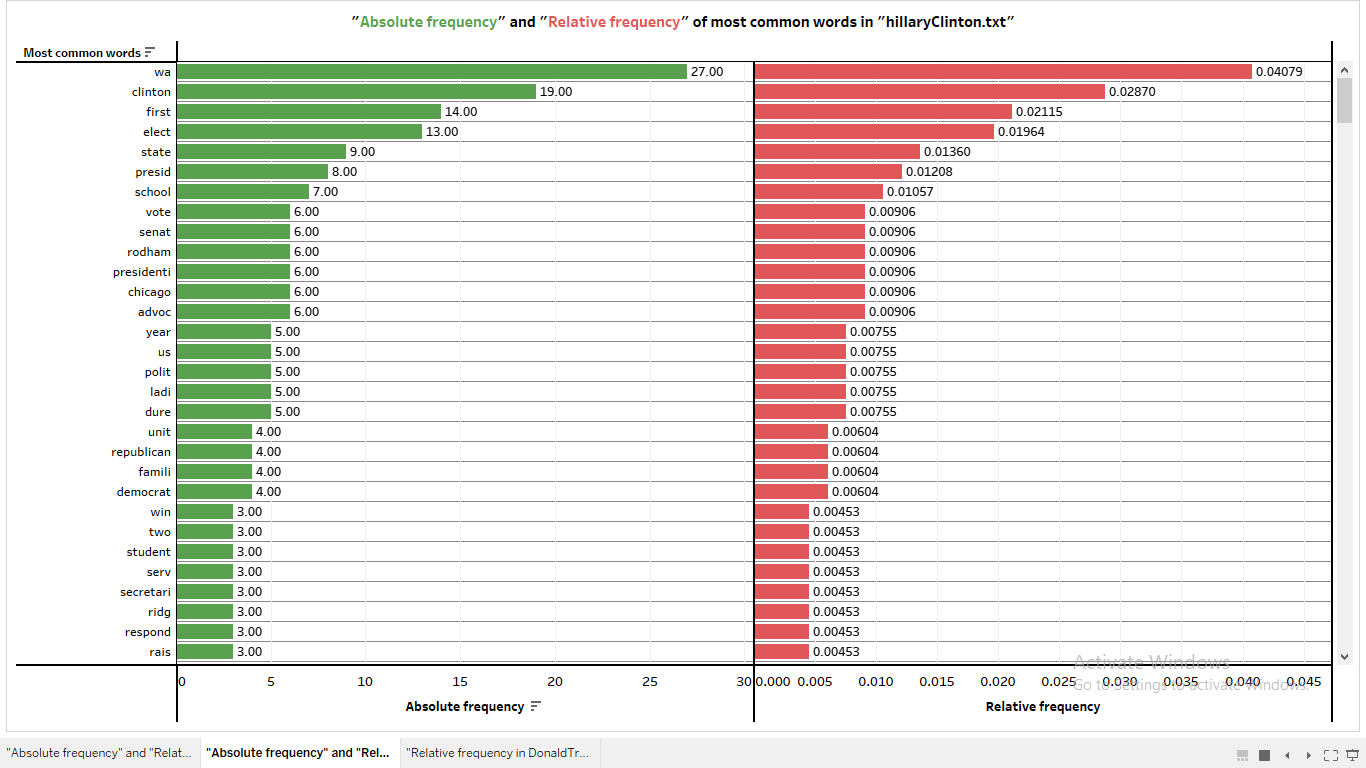 "Absolute frequency" and "Relative frequency" of most common words in "hillaryClinton.txt"
Most common words
wa 27.00 0.04079
clinton 19.00 0.02870
first 14.00 0.02115
elect 13.00 0.01964
state 9.00 0.01360
presid 8.00 0.01208
school 7.00 0.01057
vote 6.00 0.00906
senat 6.00 0.00906
rodham 6.00 0.00906
presidenti 6.00 0.00906
chicago 6.00 0.00906
advoc 6.00 0.00906
year 5.00 0.00755
us 5.00 0.00755
polit 5.00 0.00755
ladi 5.00 0.00755
dure 5.00 0.00755
unit 4.00 0.00604
republican 4.00 0.00604
famili 4.00 0.00604
democrat 4.00 0.00604
win 3.00 0.00453
two 3.00 0.00453
student 3.00 0.00453
serv 3.00 0.00453
secretari 3.00 0.00453
ridg 3.00 0.00453
respond 3.00 0.00453
rais 3.00 0.00453
Activate Windows
Go to Settings to activate Windows.
0 5 10 15 20 25 30 0.000 0.005 0.010 0.015 0.020 0.025 0.030 0.035 0.040 0.045
Absolute frequency Relative frequency
"Absolute frequency" and "Relat... "Absolute frequency" and "Rel... "Relative frequency in DonaldTr...